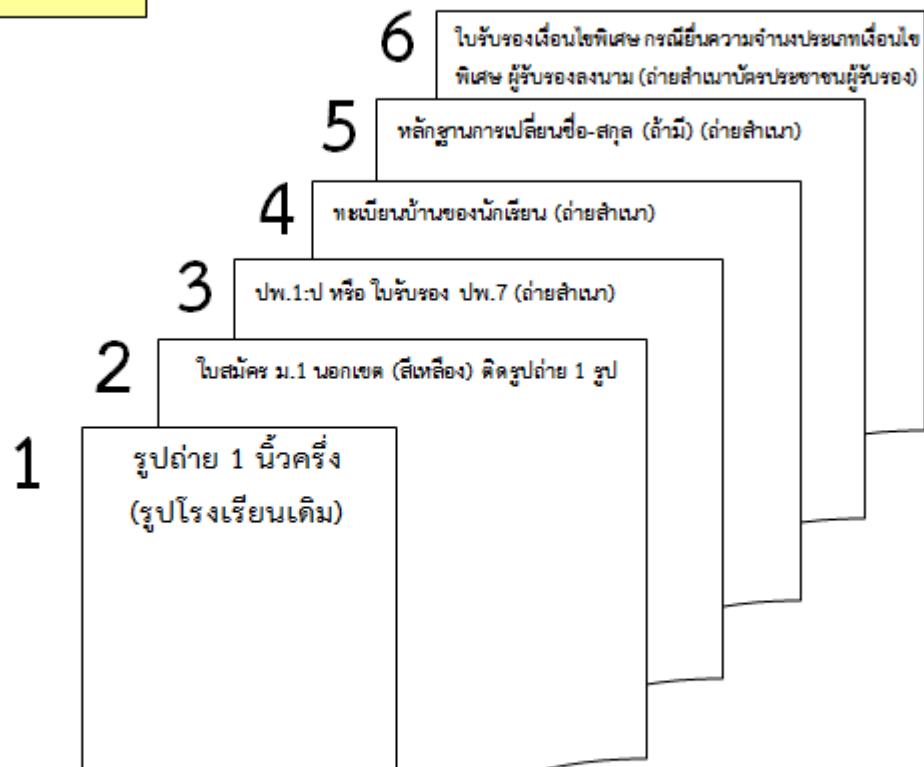 6
ใบรับรองเงื่อนไขพิเศษ กรณียื่นความจำนงประเภทเงื่อนไข
พิเศษ ผู้รับรองลงนาม (ถ่ายสำเนาบัตรประชาชนผู้รับรอง)
5
หลักฐานการเปลี่ยนชื่อ-สกุล (ถ้ามี) (ถ่ายสำเนา)
4
ทะเบียนบ้านของนักเรียน (ถ่ายสำเนา)
3
ปพ.1:ป หรือ ใบรับรอง ปพ.7 (ถ่ายสำเนา)
2
ใบสมัคร ม.1 นอกเขต (สีเหลือง) ติดรูปถ่าย 1 รูป
1
รูปถ่าย 1 นิ้วครึ่ง
(รูปโรงเรียนเดิม)